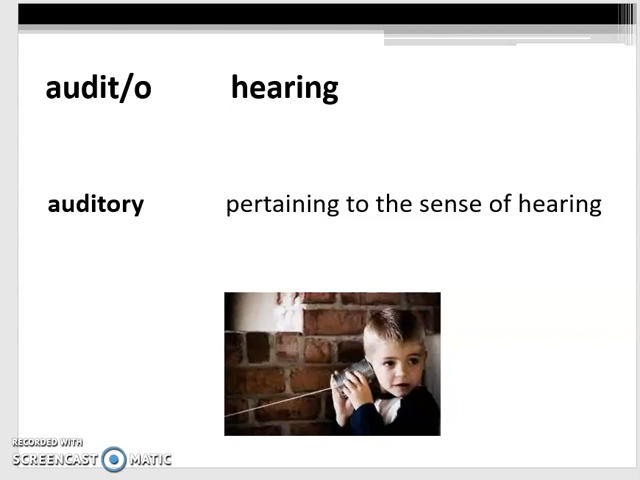 audit/o hearing
auditory pertaining to the sense of hearing
RECORDED WITH
SCREENCAST MATIC